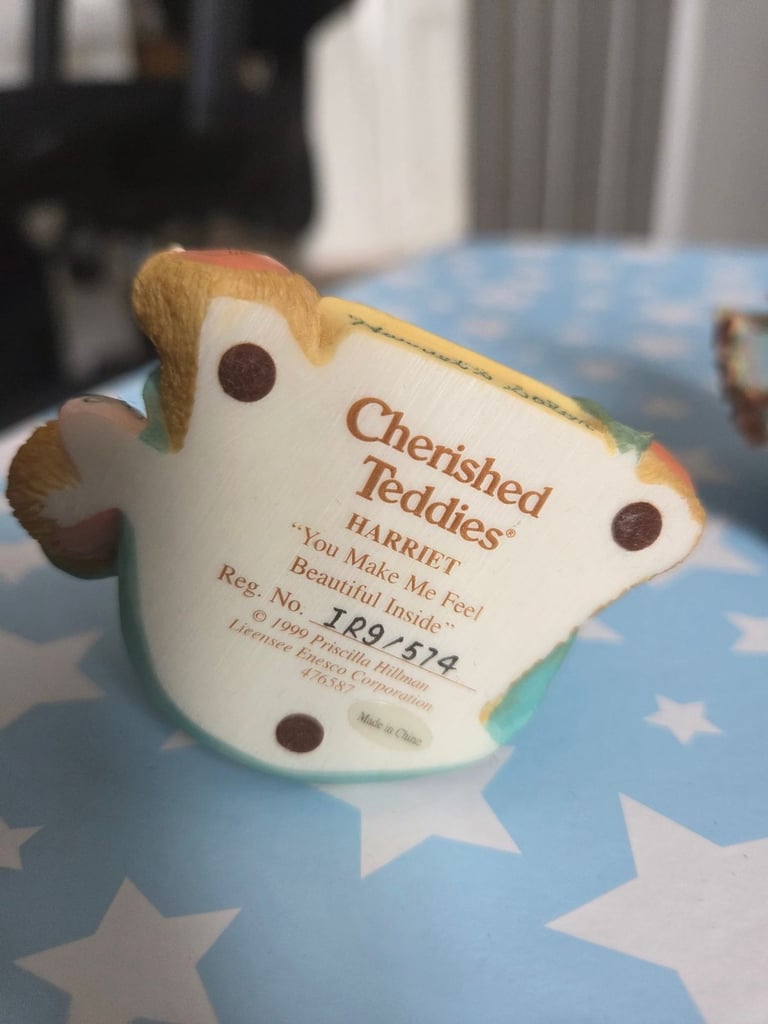 Cherished
Teddies®
HARRIET
“You Make Me Feel
Beautiful Inside”
Reg. No. IR9/574
© 1999 Priscilla Hillman
Licensee Enesco Corporation
476587
Made in China